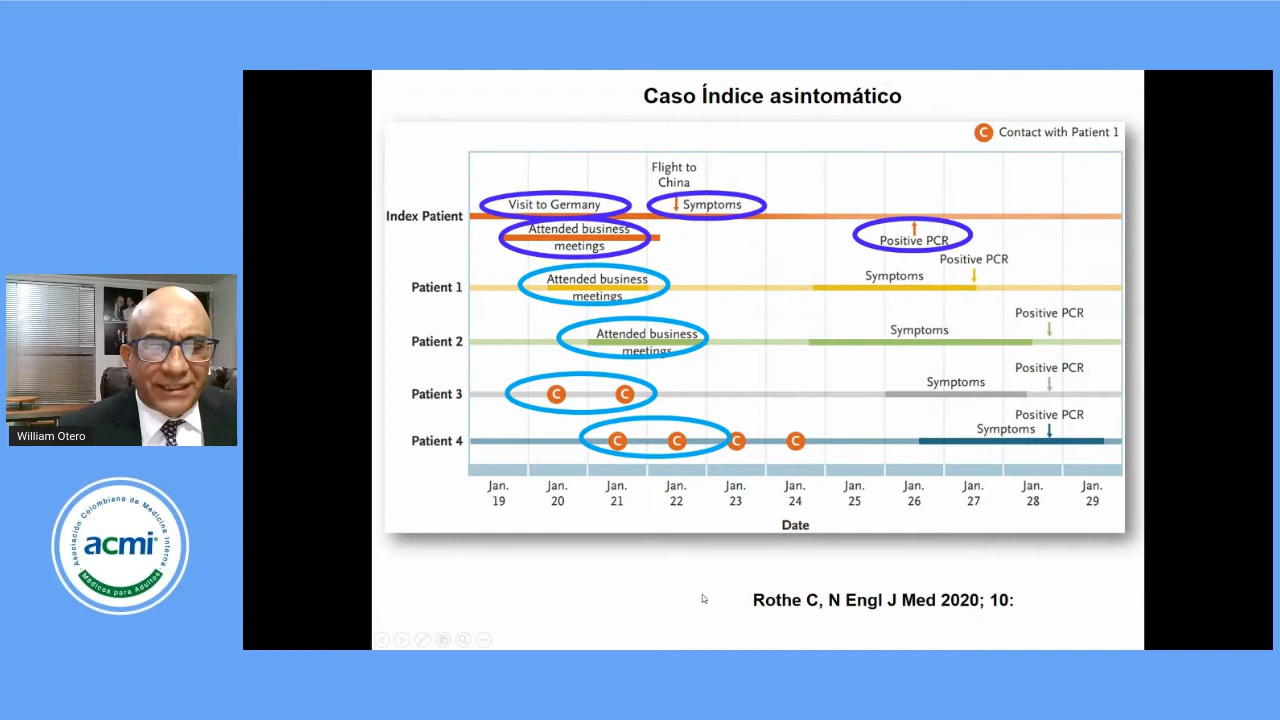 Caso Índice asintomático
C Contact with Patient 1
Flight to
China
Visit to Germany
Symptoms
Index Patient
Attended business
meetings
Positive PCR
Positive PCR
Attended business
meetings
Symptoms
Patient 1
Positive PCR
Attended business
meetings
Symptoms
Patient 2
Positive PCR
Symptoms
Patient 3
C C
Positive PCR
Symptoms
Patient 4
C C C C
Jan. Jan. Jan. Jan. Jan. Jan. Jan. Jan. Jan. Jan. Jan.
19 20 21 22 23 24 25 26 27 28 29
Date
Rothe C, N Engl J Med 2020; 10:
William Otero
Asociación Colombiana de Medicina Interna
acmi
Médicos para Adultos